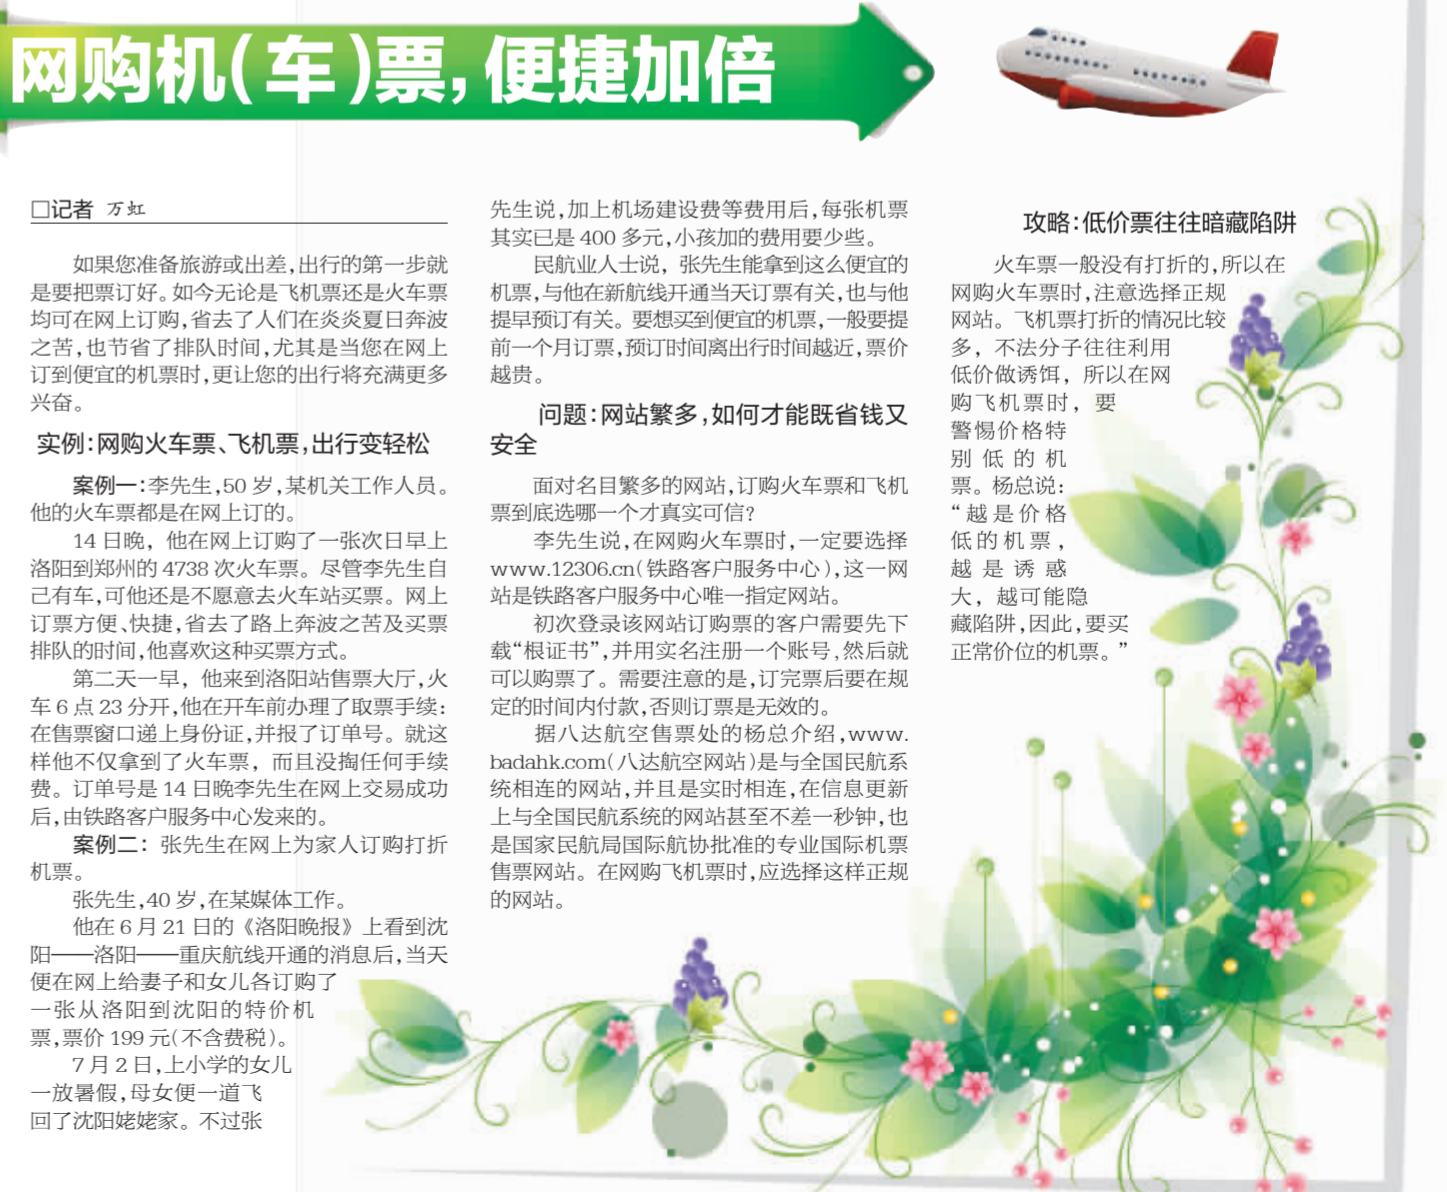 网购机(车)票,便捷加倍
□记者 万虹
如果您准备旅游或出差,出行的第一步就
是要把票订好。如今无论是飞机票还是火车票
均可在网上订购,省去了人们在炎炎夏日奔波
之苦,也节省了排队时间,尤其是当您在网上
订到便宜的机票时,更让您的出行将充满更多
兴奋。
实例:网购火车票、飞机票,出行变轻松
案例一:李先生,50 岁,某机关工作人员。
他的火车票都是在网上订的。
14 日晚，他在网上订购了一张次日早上
洛阳到郑州的 4738 次火车票。尽管李先生自
己有车,可他还是不愿意去火车站买票。网上
订票方便、快捷,省去了路上奔波之苦及买票
排队的时间,他喜欢这种买票方式。
第二天一早，他来到洛阳站售票大厅,火
车 6 点 23 分开,他在开车前办理了取票手续:
在售票窗口递上身份证,并报了订单号。就这
样他不仅拿到了火车票，而且没掏任何手续
费。订单号是 14 日晚李先生在网上交易成功
后,由铁路客户服务中心发来的。
案例二：张先生在网上为家人订购打折
机票。
张先生,40 岁,在某媒体工作。
他在 6 月 21 日的《洛阳晚报》上看到沈
阳——洛阳——重庆航线开通的消息后,当天
便在网上给妻子和女儿各订购了
一张从洛阳到沈阳的特价机
票,票价 199 元(不含费税)。
7 月 2 日,上小学的女儿
一放暑假,母女便一道飞
回了沈阳姥姥家。不过张
先生说,加上机场建设费等费用后,每张机票
其实已是 400 多元,小孩加的费用要少些。
民航业人士说，张先生能拿到这么便宜的
机票,与他在新航线开通当天订票有关,也与他
提早预订有关。要想买到便宜的机票,一般要提
前一个月订票,预订时间离出行时间越近,票价
越贵。
问题:网站繁多,如何才能既省钱又
安全
面对名目繁多的网站,订购火车票和飞机
票到底选哪一个才真实可信?
李先生说,在网购火车票时,一定要选择
www.12306.cn(铁路客户服务中心),这一网
站是铁路客户服务中心唯一指定网站。
初次登录该网站订购票的客户需要先下
载“根证书”,并用实名注册一个账号,然后就
可以购票了。需要注意的是,订完票后要在规
定的时间内付款,否则订票是无效的。
据八达航空售票处的杨总介绍,www.
badahk.com(八达航空网站)是与全国民航系
统相连的网站,并且是实时相连,在信息更新
上与全国民航系统的网站甚至不差一秒钟,也
是国家民航局国际航协批准的专业国际机票
售票网站。在网购飞机票时,应选择这样正规
的网站。
攻略:低价票往往暗藏陷阱
火车票一般没有打折的,所以在
网购火车票时,注意选择正规
网站。飞机票打折的情况比较
多，不法分子往往利用
低价做诱饵，所以在网
购飞机票时，要
警惕价格特
别低的机
票。杨总说:
“越是价格
低的机票,
越是诱惑
大，越可能隐
藏陷阱,因此,要买
正常价位的机票。”